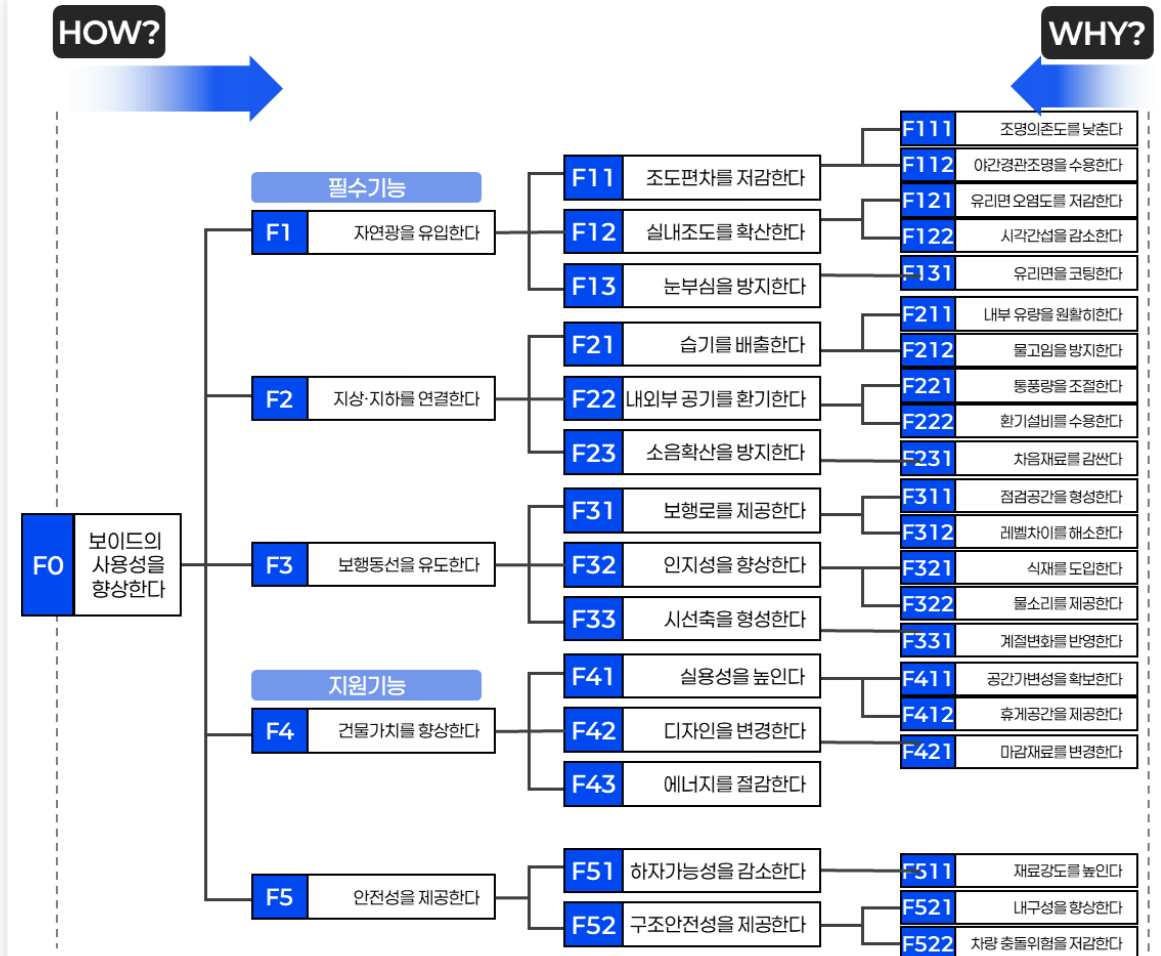 HOW?
WHY?
필수기능
F1 자연광을 유입한다
F11 조도편차를 저감한다
F111 조명의존도를 낮춘다
F112 야간경관조명을 수용한다
F12 실내조도를 확산한다
F121 유리면 오염도를 저감한다
F122 시각간섭을 감소한다
F13 눈부심을 방지한다
F131 유리면을 코팅한다
F2 지상·지하를 연결한다
F21 습기를 배출한다
F211 내부 유량을 원활히한다
F212 물고임을 방지한다
F22 내외부 공기를 환기한다
F221 통풍량을 조절한다
F222 환기설비를 수용한다
F23 소음확산을 방지한다
F231 차음재료를 감싼다
F0 보이드의
사용성을
향상한다
F3 보행동선을 유도한다
F31 보행로를 제공한다
F311 점검공간을 형성한다
F312 레벨차이를 해소한다
F32 인지성을 향상한다
F321 식재를 도입한다
F322 물소리를 제공한다
F33 시선축을 형성한다
F331 계절변화를 반영한다
지원기능
F4 건물가치를 향상한다
F41 실용성을 높인다
F411 공간가변성을 확보한다
F412 휴게공간을 제공한다
F42 디자인을 변경한다
F421 마감재료를 변경한다
F43 에너지를 절감한다
F5 안전성을 제공한다
F51 하자가능성을 감소한다
F511 재료강도를 높인다
F52 구조안전성을 제공한다
F521 내구성을 향상한다
F522 차량 충돌위험을 저감한다